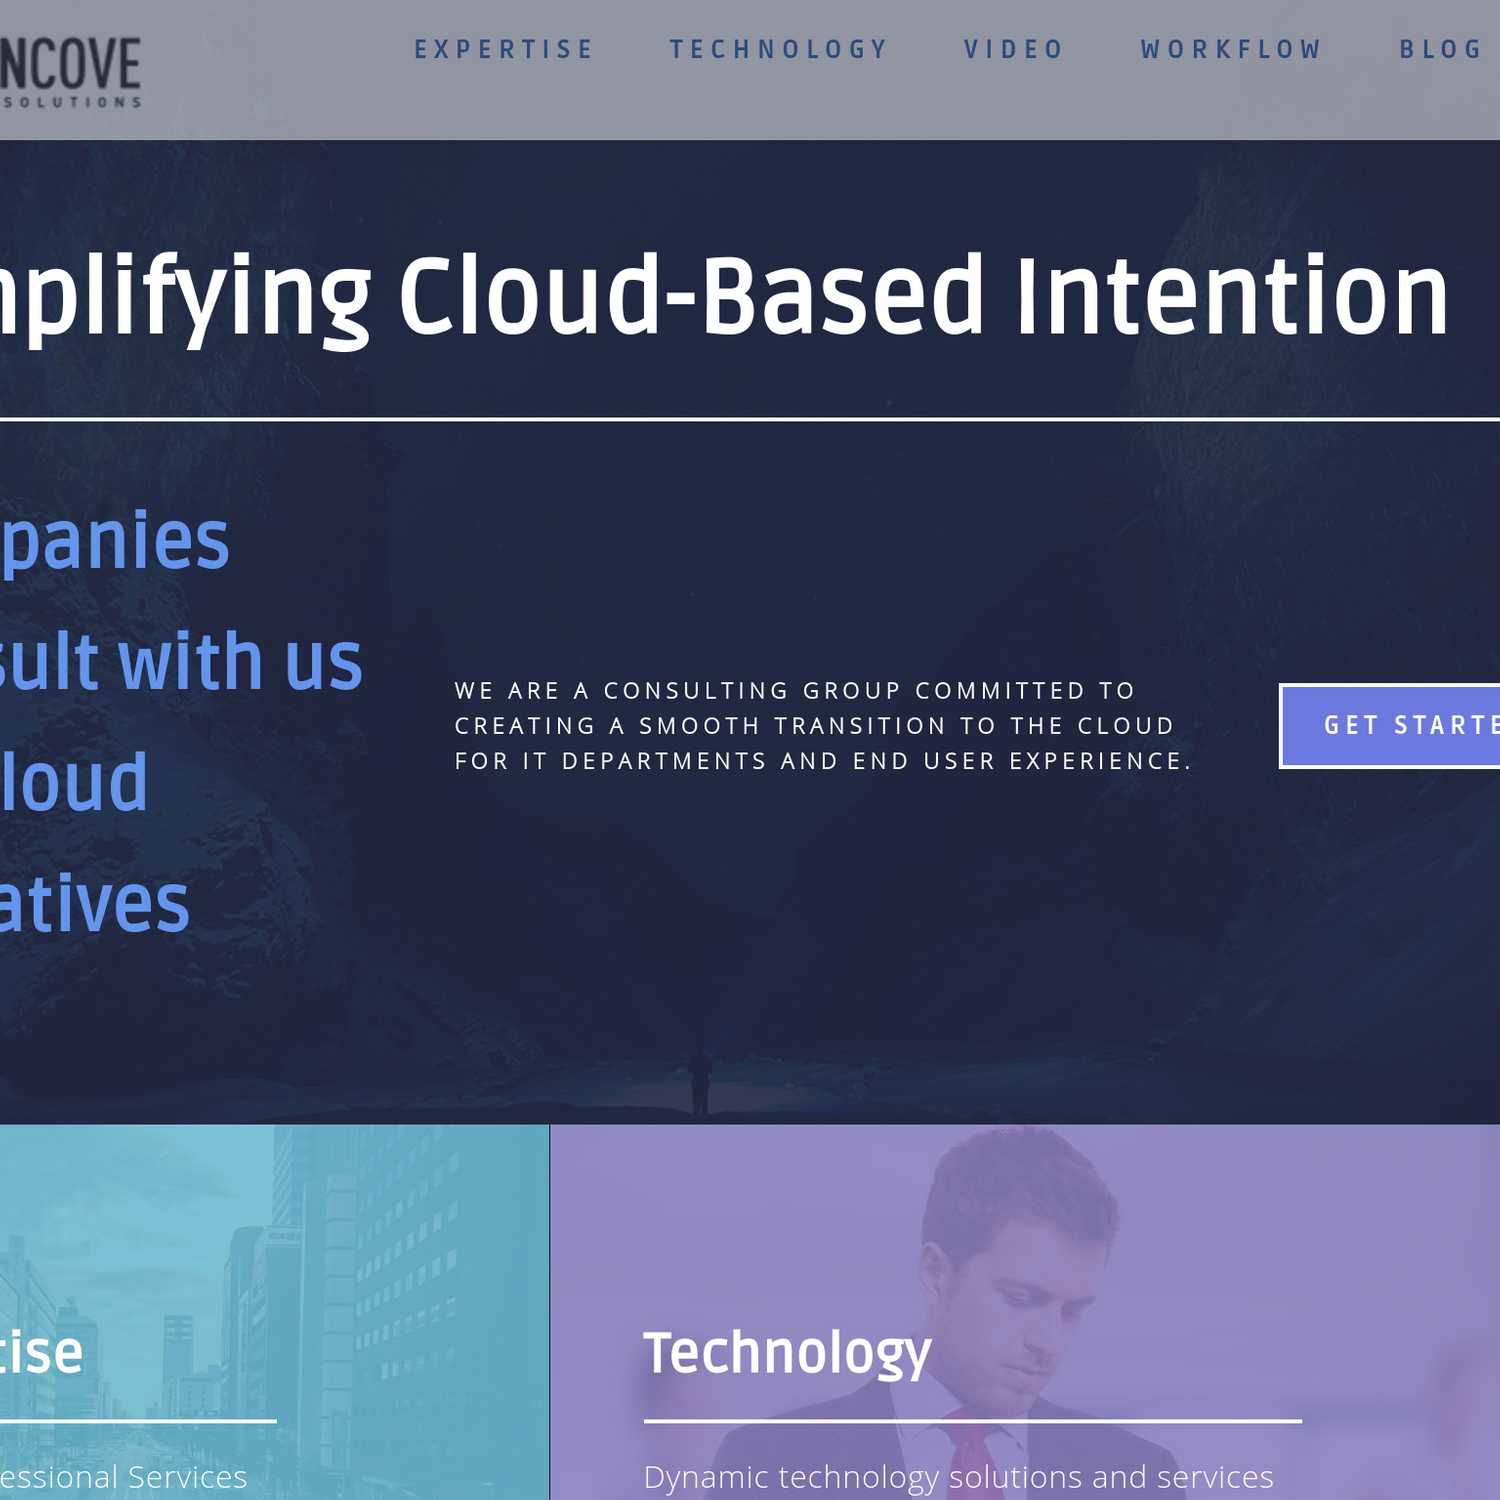 NCOVE
SOLUTIONS
EXPERTISE TECHNOLOGY VIDEO WORKFLOW BLOG
mplifying Cloud-Based Intention
panies
sult with us
loud
atives
WE ARE A CONSULTING GROUP COMMITTED TO
CREATING A SMOOTH TRANSITION TO THE CLOUD
FOR IT DEPARTMENTS AND END USER EXPERIENCE.
GET STARTE
tise
essional Services
Technology
Dynamic technology solutions and services